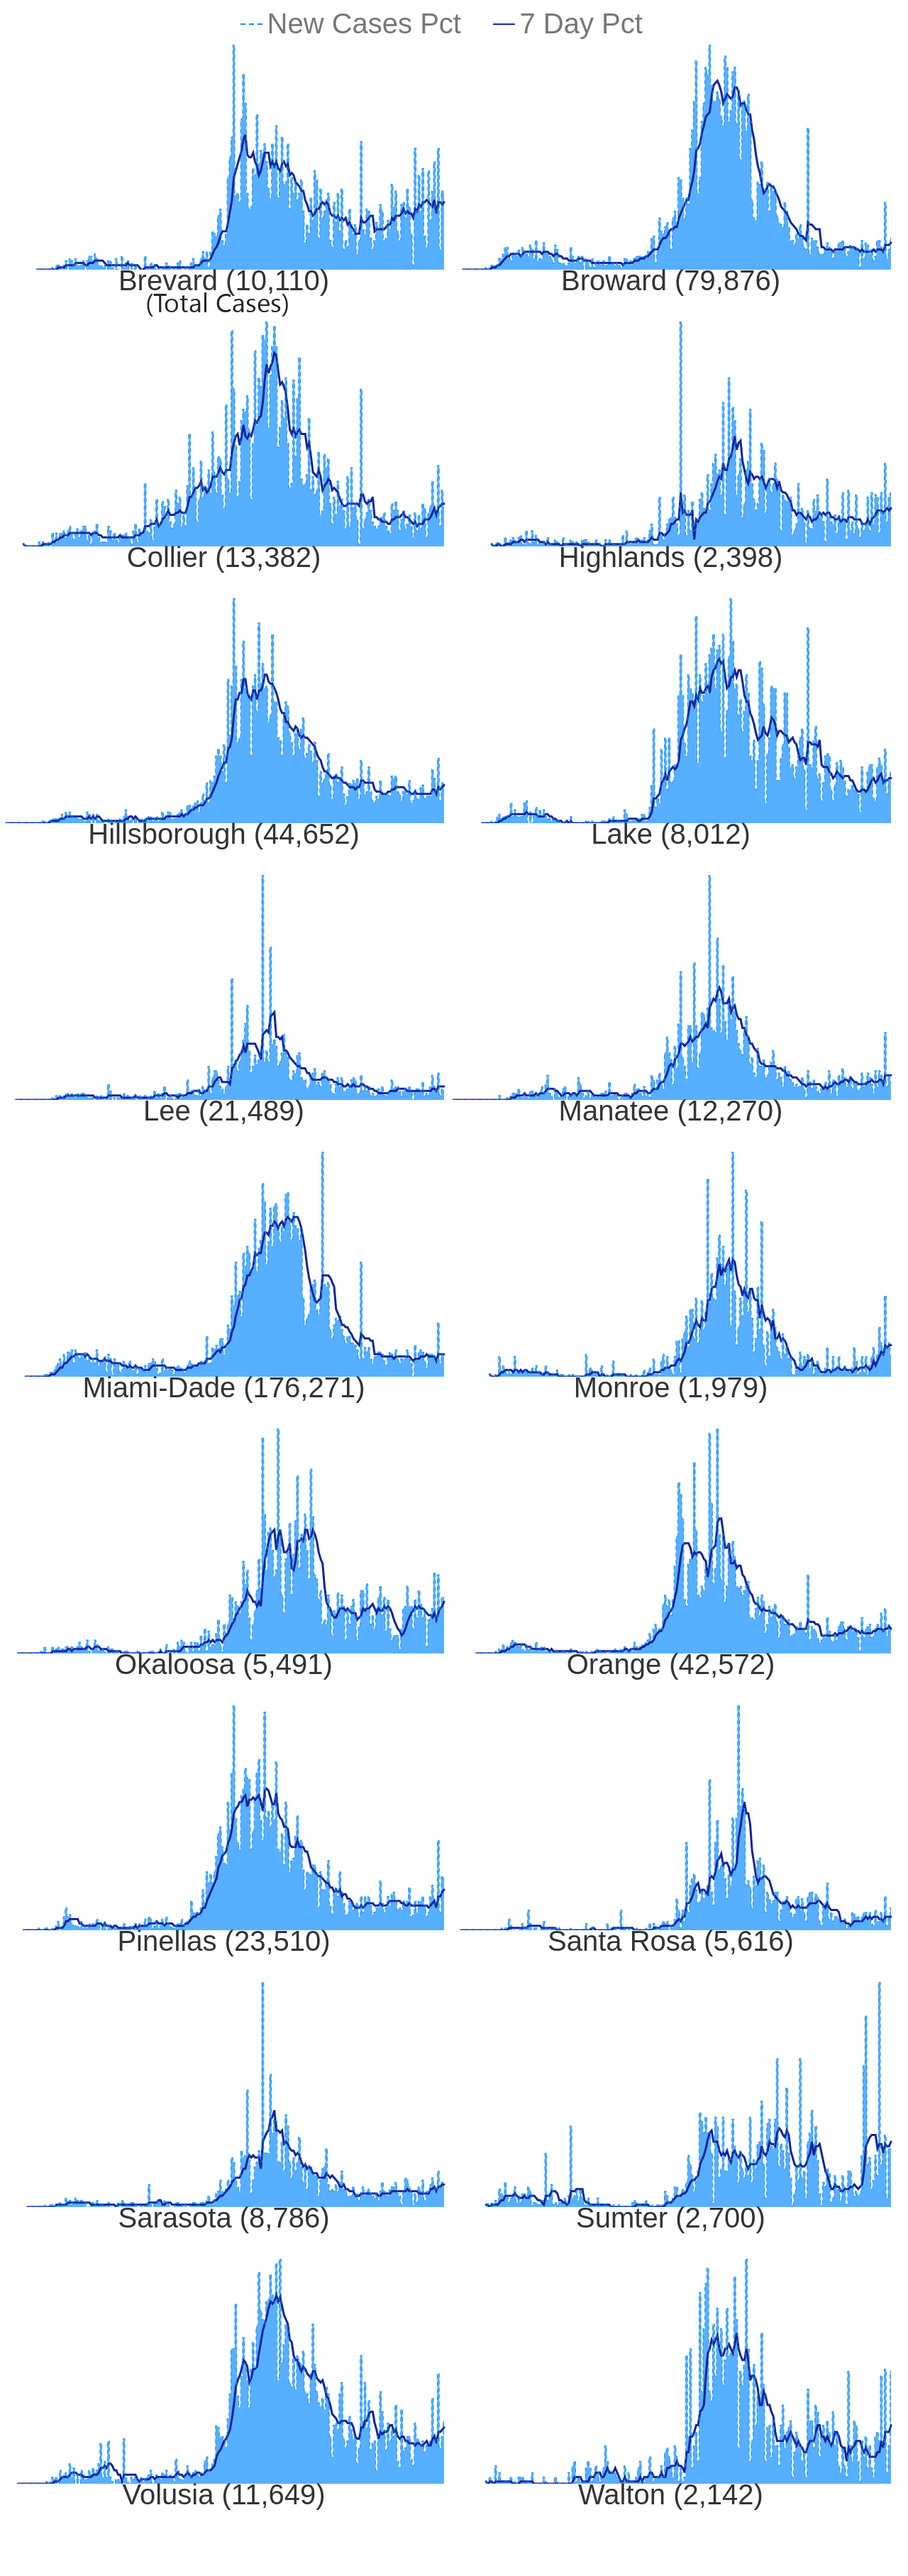 New Cases Pct 7 Day Pct
Brevard (10,110) Broward (79,876)
(Total Cases)
Collier (13,382) Highlands (2,398)
Hillsborough (44,652) Lake (8,012)
Lee (21,489) Manatee (12,270)
Miami-Dade (176,271) Monroe (1,979)
Okaloosa (5,491) Orange (42,572)
Pinellas (23,510) Santa Rosa (5,616)
Sarasota (8,786) Sumter (2,700)
Volusia (11,649) Walton (2,142)